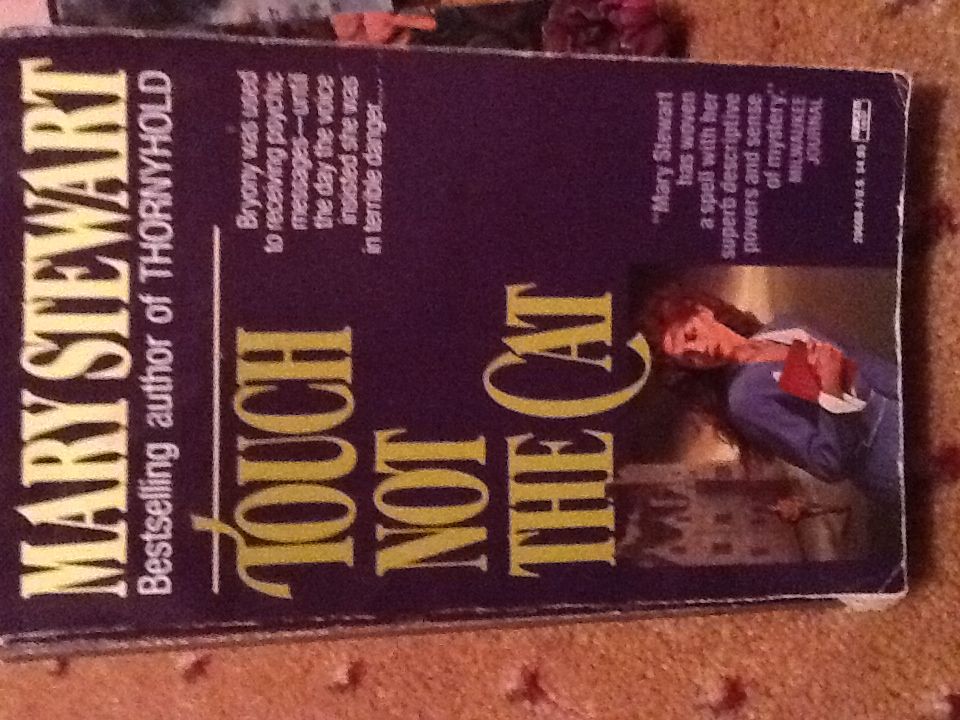 MARY STEWART
Bestselling author of THORNYHOLD
Bryony was used
to receiving psychic
messages—until
the day the voice
insisted she was
in terrible danger....
TOUCH
NOT
THE CAT
"Mary Stewart
has woven
a spell with her
superb descriptive
powers and sense
of mystery."
MILWAUKEE
JOURNAL